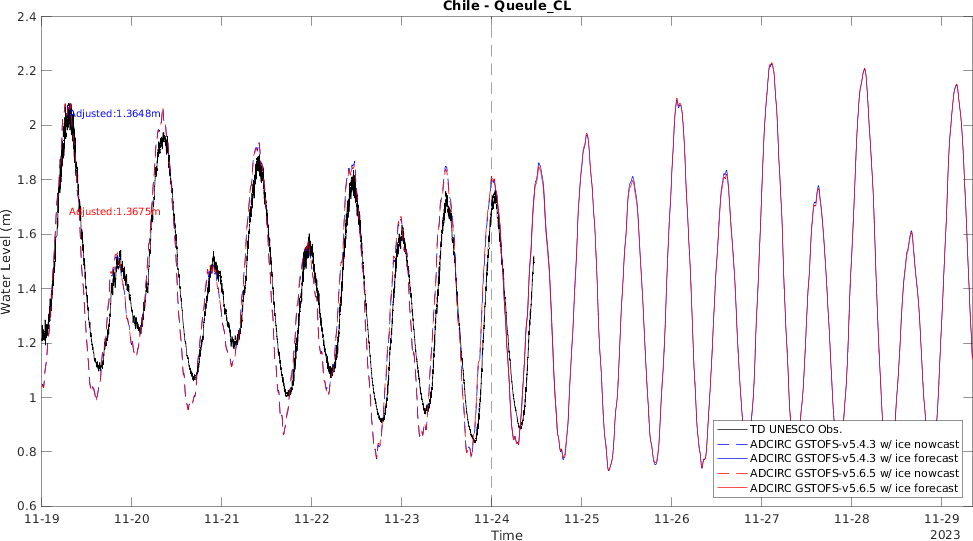 Chile - Queule_CL
2.4
2.2
2
1.8
1.6
1.4
1.2
1
0.8
0.6
Water Level (m)
Adjusted:1.3648m
Adjusted:1.3675m
TD UNESCO Obs.
ADCIRC GSTOFS-v5.4.3 w/ ice nowcast
ADCIRC GSTOFS-v5.4.3 w/ ice forecast
ADCIRC GSTOFS-v5.6.5 w/ ice nowcast
ADCIRC GSTOFS-v5.6.5 w/ ice forecast
11-19 11-20 11-21 11-22 11-23 11-24 11-25 11-26 11-27 11-28 11-29
Time
2023